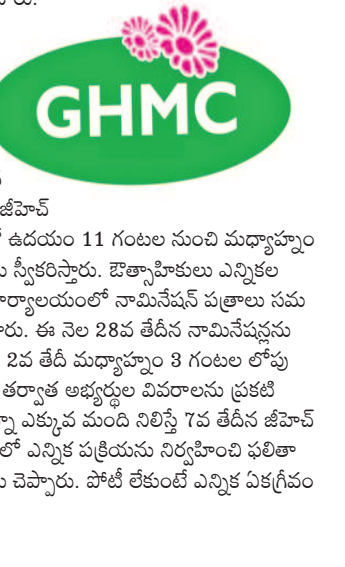 GHMC
జీహెచ్
ఉదయం 11 గంటల నుంచి మధ్యాహ్నం
స్వీకరిస్తారు. ఔత్సాహికులు ఎన్నికల
ర్యాలయంలో నామినేషన్ పత్రాలు సమ
రు. ఈ నెల 28వ తేదీన నామినేషన్లను
2వ తేదీ మధ్యాహ్నం 3 గంటల లోపు
తర్వాత అభ్యర్థుల వివరాలను ప్రకటి
న్నా ఎక్కువ మంది నిలిస్తే 7వ తేదీన జీహెచ్
లో ఎన్నిక ప్రక్రియను నిర్వహించి ఫలితా
చెప్పారు. పోటీ లేకుంటే ఎన్నిక ఏకగ్రీవం